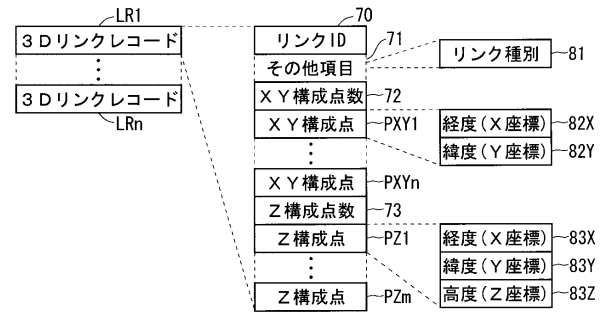 LR1
3Dリンクレコード
3Dリンクレコード
LRn
70
リンクID
71
その他項目
XY構成点数 72
XY構成点 PXY1
XY構成点 PXYn
Z構成点数 73
Z構成点 PZ1
Z構成点 PZm
リンク種別 81
経度(X座標) 82X
緯度(Y座標) 82Y
経度(X座標) 83X
緯度(Y座標) 83Y
高度(Z座標) 83Z